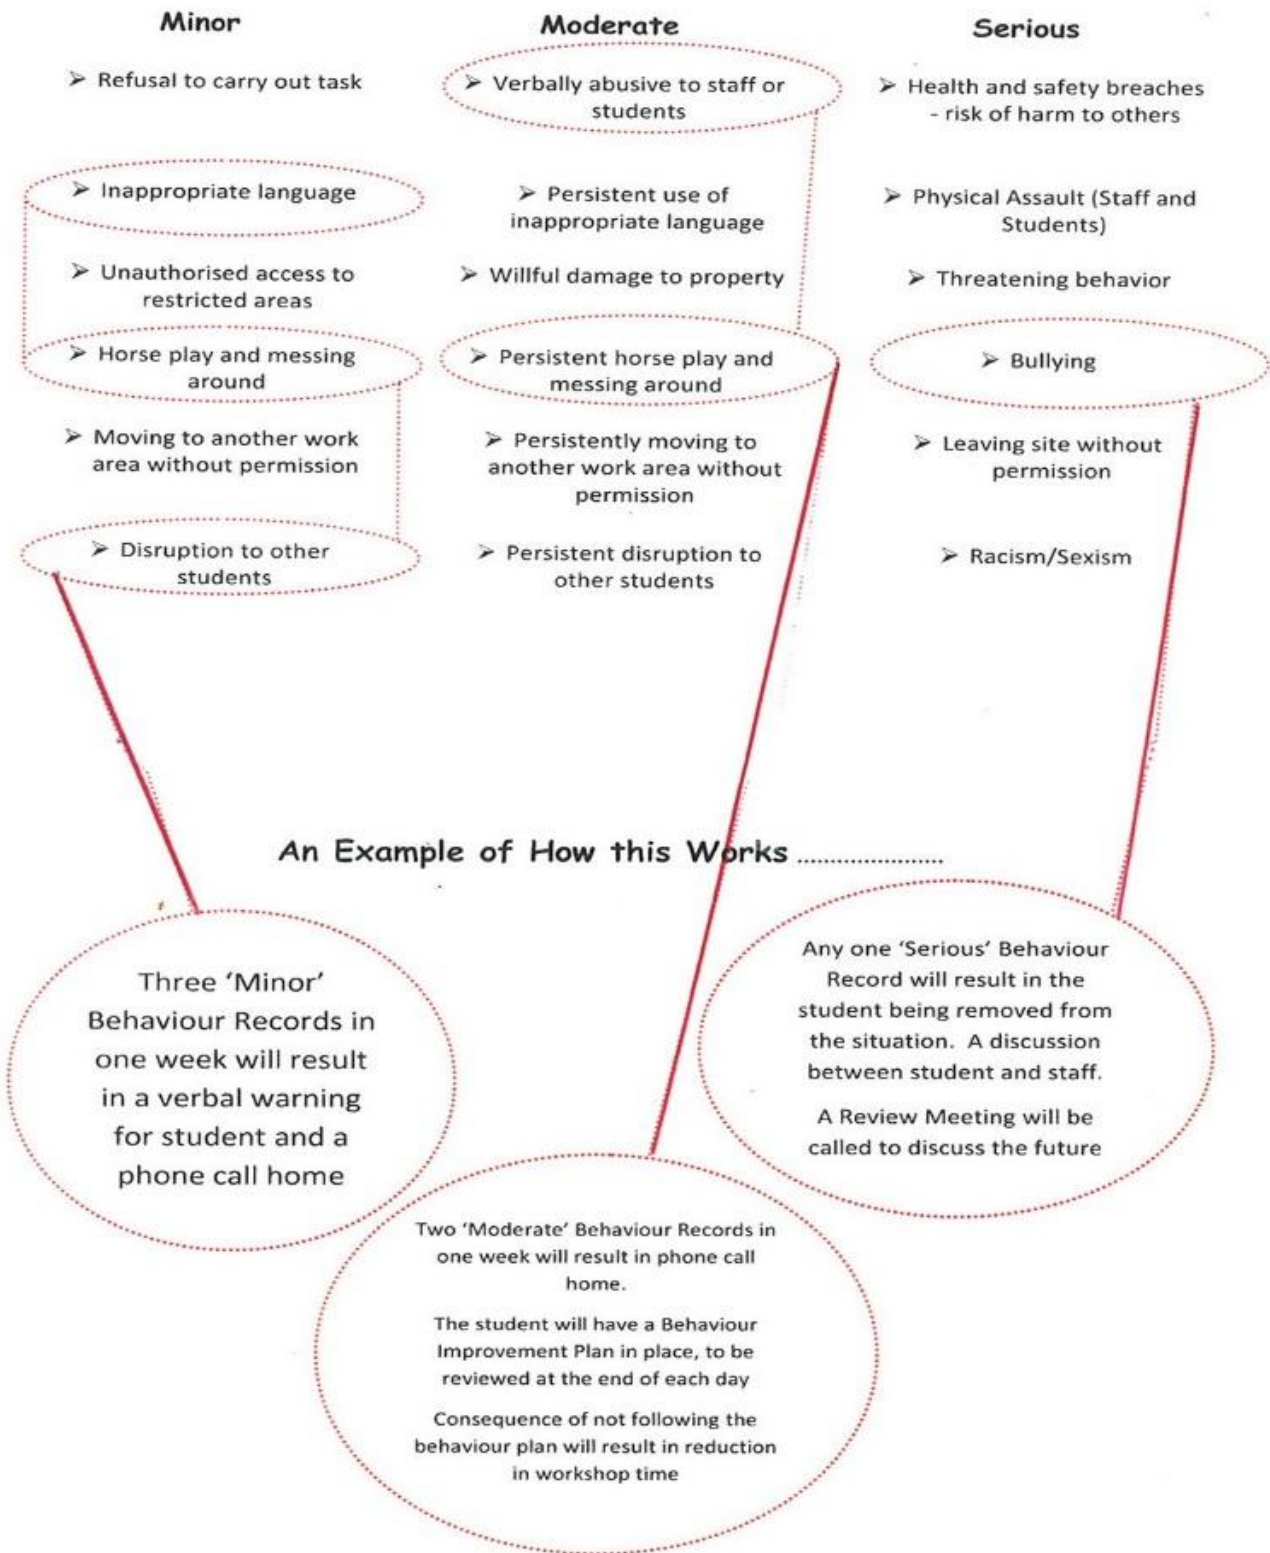 Minor
➢ Refusal to carry out task
➢ Inappropriate language
➢ Unauthorised access to
restricted areas
➢ Horse play and messing
around
➢ Moving to another work
area without permission
➢ Disruption to other
students
Moderate
➢ Verbally abusive to staff or
students
➢ Persistent use of
inappropriate language
➢ Willful damage to property
➢ Persistent horse play and
messing around
➢ Persistently moving to
another work area without
permission
➢ Persistent disruption to
other students
Serious
➢ Health and safety breaches
- risk of harm to others
➢ Physical Assault (Staff and
Students)
➢ Threatening behavior
➢ Bullying
➢ Leaving site without
permission
➢ Racism/Sexism
An Example of How this Works ......................
Three ‘Minor’
Behaviour Records in
one week will result
in a verbal warning
for student and a
phone call home
Two ‘Moderate’ Behaviour Records in
one week will result in phone call
home.
The student will have a Behaviour
Improvement Plan in place, to be
reviewed at the end of each day
Consequence of not following the
behaviour plan will result in reduction
in workshop time
Any one ‘Serious’ Behaviour
Record will result in the
student being removed from
the situation.  A discussion
between student and staff.
A Review Meeting will be
called to discuss the future